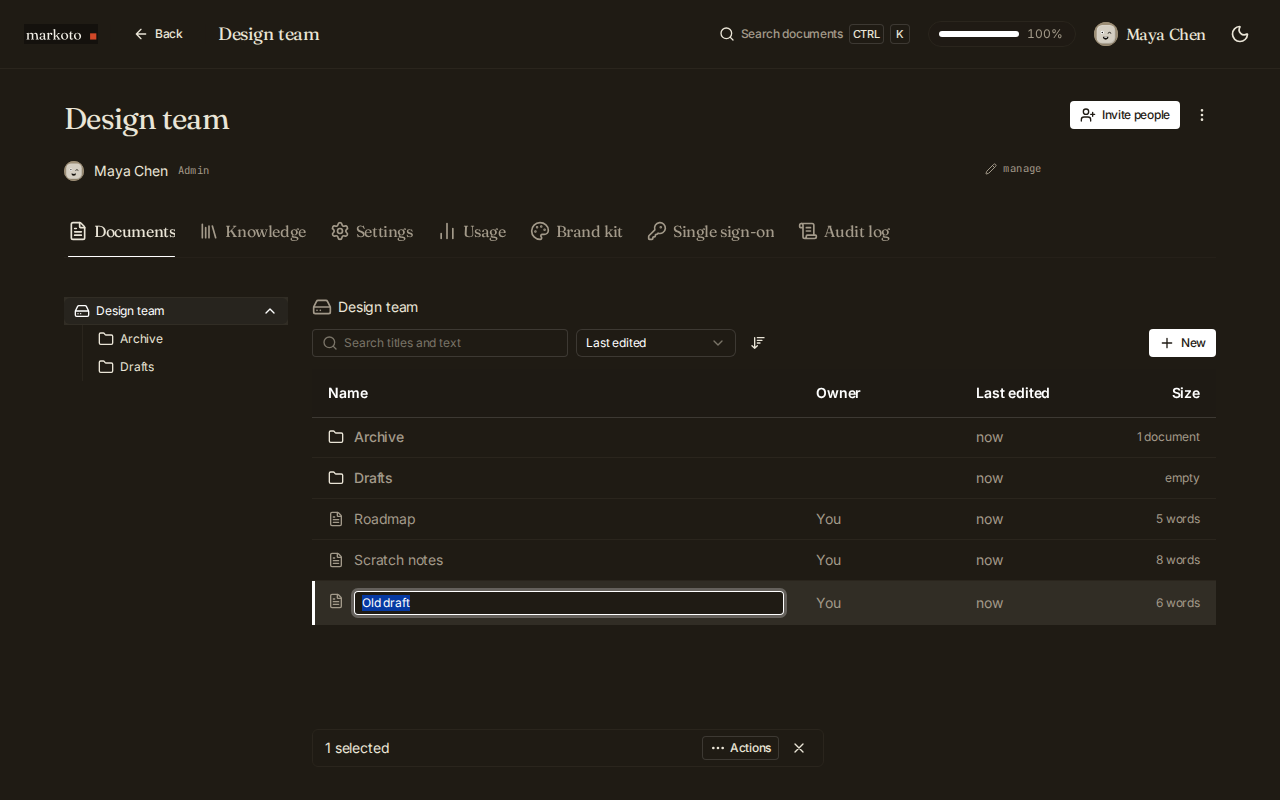 markoto
Back
Design team
Search documents CTRL K
100%
Maya Chen
Design team
Invite people
Maya Chen Admin
manage
Documents Knowledge Settings Usage Brand kit Single sign-on Audit log
Design team
Archive
Drafts
Design team
Search titles and text
Last edited
New
Name Owner Last edited Size
Archive now 1 document
Drafts now empty
Roadmap You now 5 words
Scratch notes You now 8 words
Old draft You now 6 words
1 selected
Actions